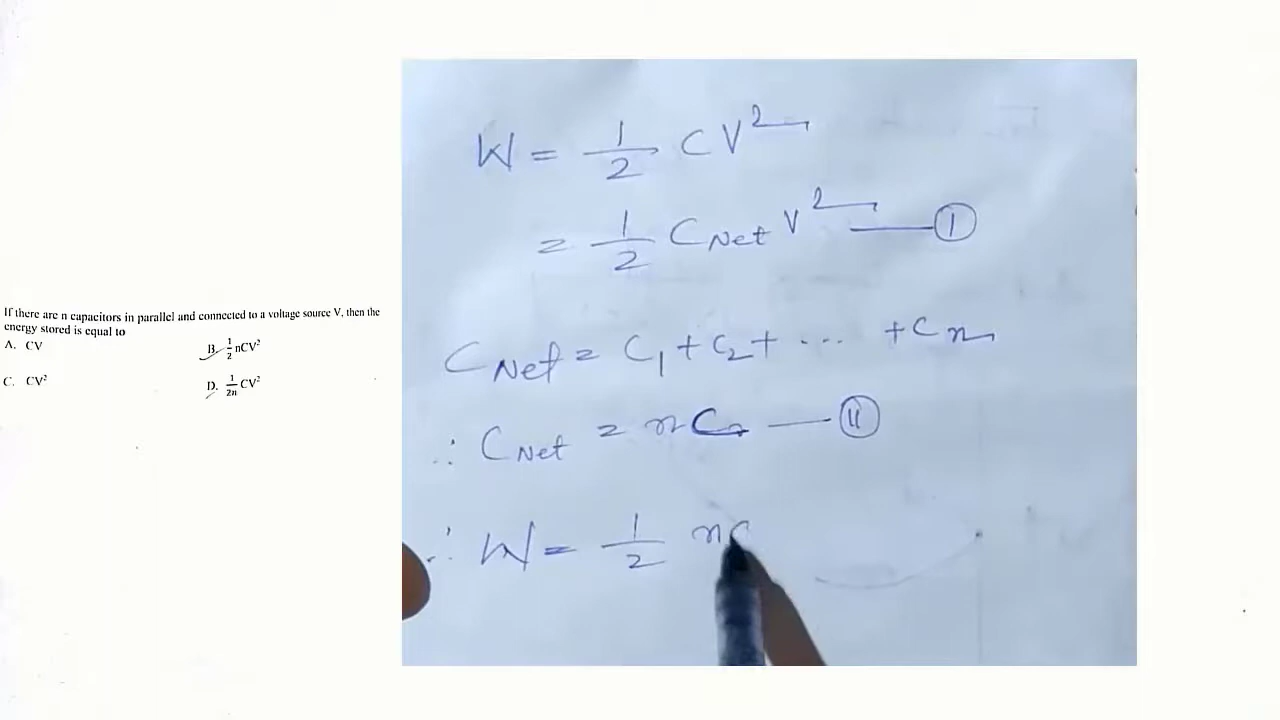 If there are n capacitors in parallel and connected to a voltage source V, then the
energy stored is equal to
A. CV
B. 1/2 nCV²
C. CV²
D. 1/2n CV²
W = 1/2 CV²
= 1/2 C_Net V² — I
C_Net = C₁ + C₂ + ... + Cₙ
∴ C_Net = nC — II
∴ W = 1/2 nC